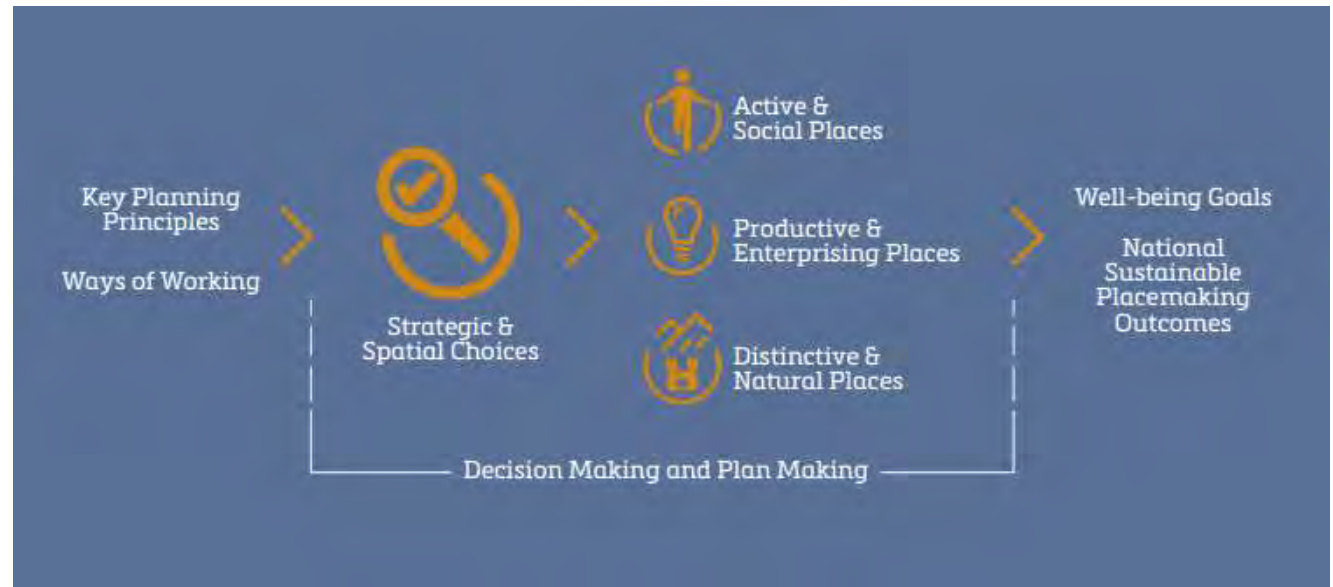 Key Planning
Principles
Ways of Working
Strategic &
Spatial Choices
Active &
Social Places
Productive &
Enterprising Places
Distinctive &
Natural Places
Well-being Goals
National
Sustainable
Placemaking
Outcomes
Decision Making and Plan Making